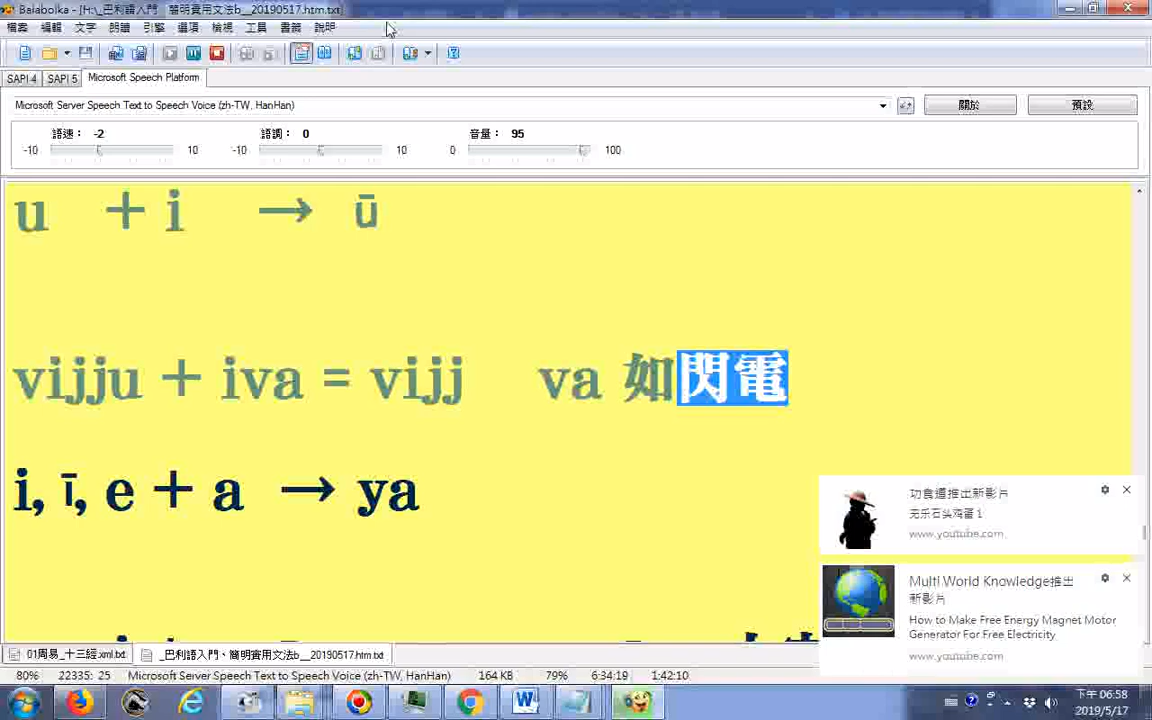 Balabolka - [H:\_巴利語入門﹑簡明實用文法b__20190517.htm.txt]
檔案 編輯 文字 朗讀 引擎 選項 檢視 工具 書籤 說明
SAPI 4 SAPI 5 Microsoft Speech Platform
Microsoft Server Speech Text to Speech Voice (zh-TW, HanHan) 關於 預設
語速： -2 語調： 0 音量： 95
-10 10 -10 10 0 100
u ＋ i → ū
vijju ＋ iva = vijj va 如閃電
i, ī, e ＋ a → ya
推出新影片
无乐石头鸡蛋 1
www.youtube.com
Multi World Knowledge推出
新影片
How to Make Free Energy Magnet Motor
Generator For Free Electricity
www.youtube.com
01周易_十三經.xml.txt _巴利語入門﹑簡明實用文法b__20190517.htm.txt
80% 22335: 25 Microsoft Server Speech Text to Speech Voice (zh-TW, HanHan) 164 KB 79% 6:34:19 1:42:10
下午 06:58
2019/5/17